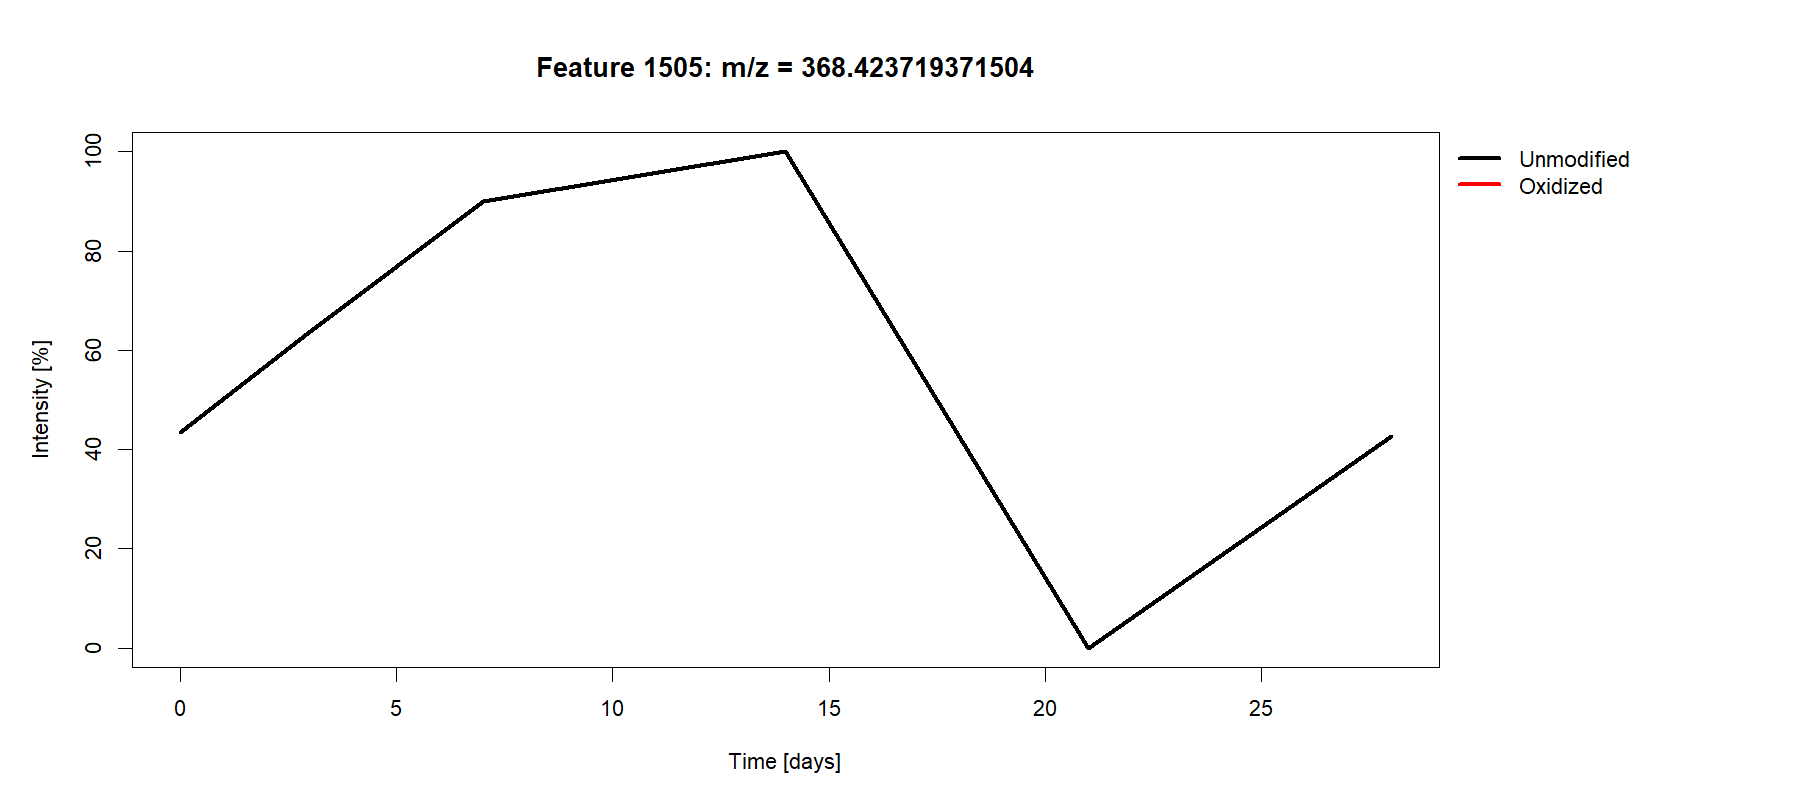 Feature 1505: m/z = 368.423719371504
Unmodified
Oxidized
Intensity [%]
100
80
60
40
20
0
0 5 10 15 20 25
Time [days]